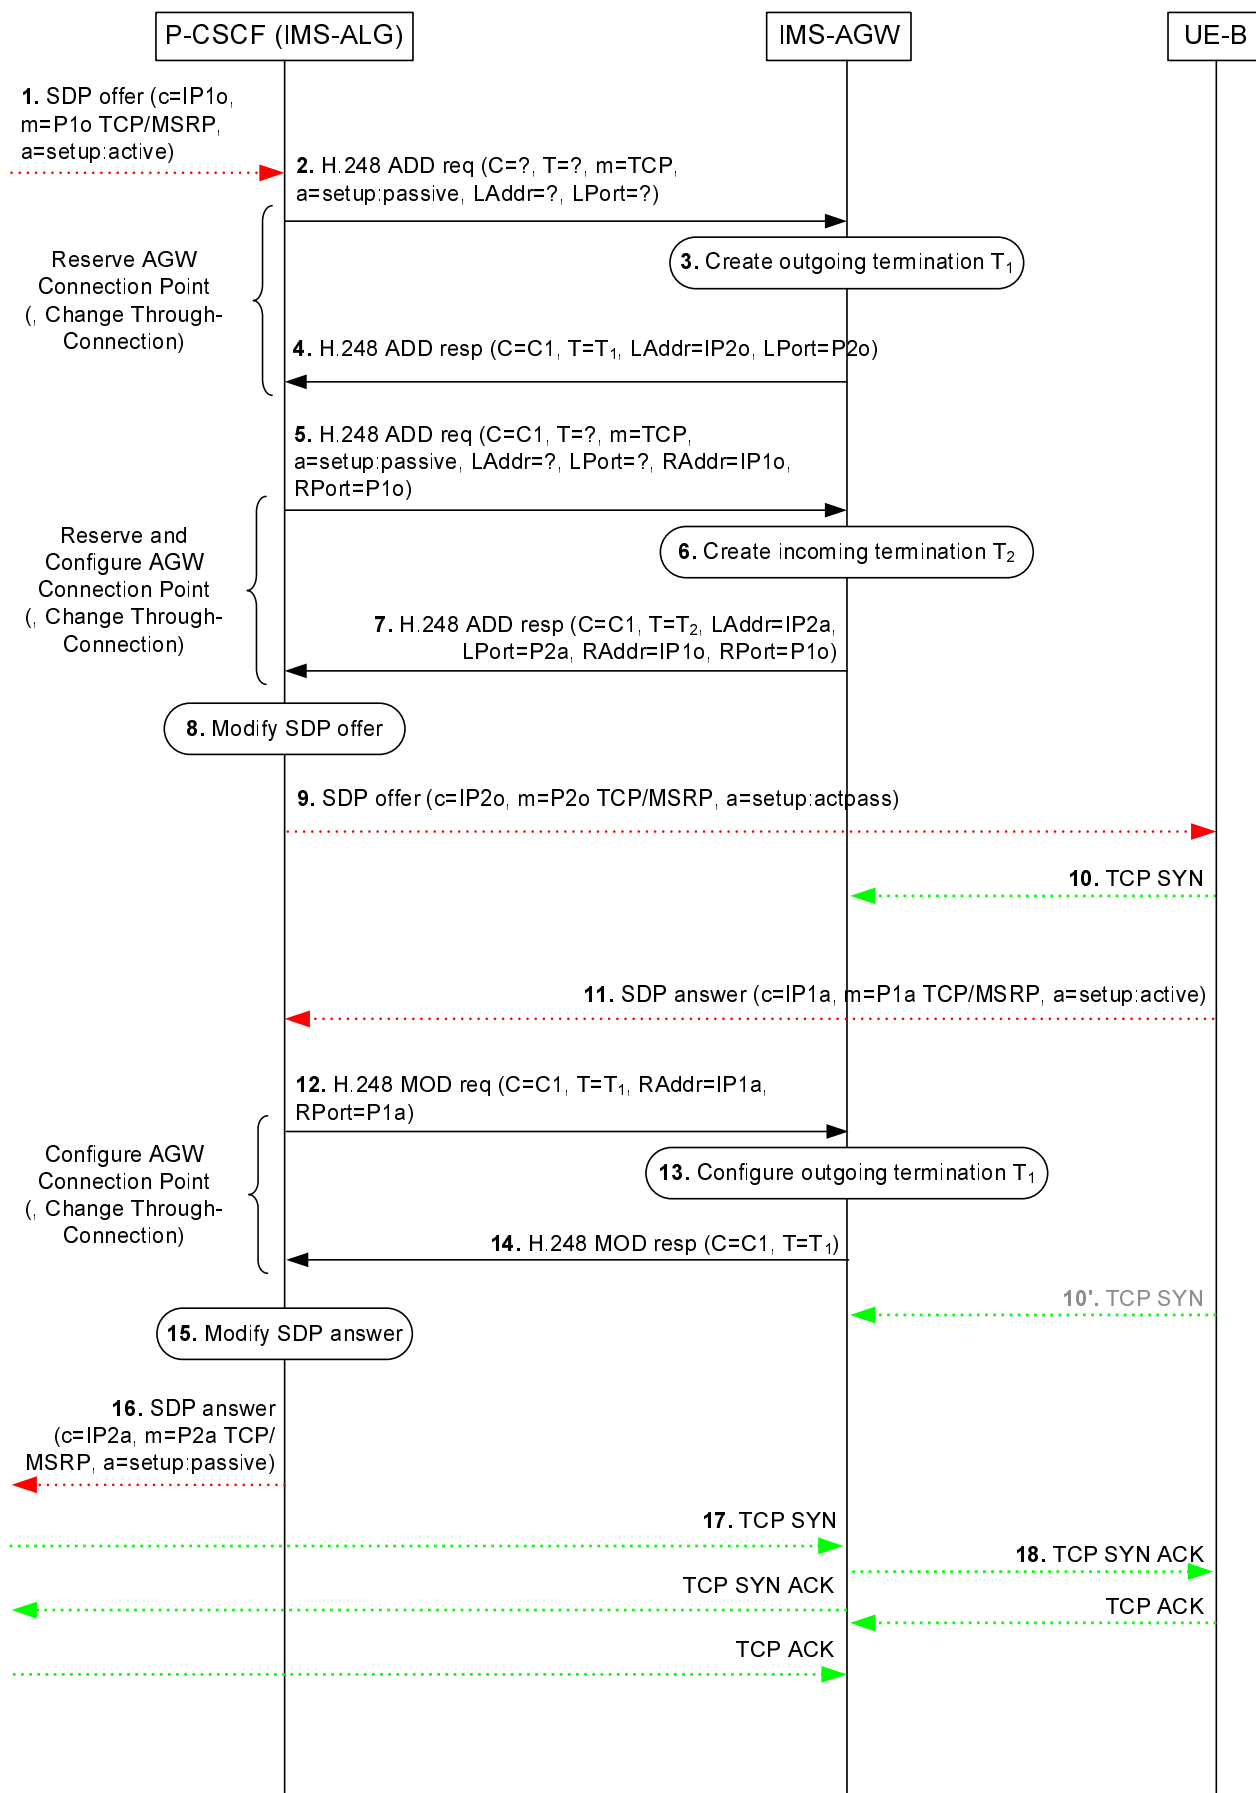 P-CSCF (IMS-ALG)
IMS-AGW
UE-B
1. SDP offer (c=IP1o,
m=P1o TCP/MSRP,
a=setup:active)
2. H.248 ADD req (C=?, T=?, m=TCP,
a=setup:passive, LAddr=?, LPort=?)
Reserve AGW
Connection Point
(, Change Through-
Connection)
3. Create outgoing termination T1
4. H.248 ADD resp (C=C1, T=T1, LAddr=IP2o, LPort=P2o)
5. H.248 ADD req (C=C1, T=?, m=TCP,
a=setup:passive, LAddr=?, LPort=?, RAddr=IP1o,
RPort=P1o)
Reserve and
Configure AGW
Connection Point
(, Change Through-
Connection)
6. Create incoming termination T2
7. H.248 ADD resp (C=C1, T=T2, LAddr=IP2a,
LPort=P2a, RAddr=IP1o, RPort=P1o)
8. Modify SDP offer
9. SDP offer (c=IP2o, m=P2o TCP/MSRP, a=setup:actpass)
10. TCP SYN
11. SDP answer (c=IP1a, m=P1a TCP/MSRP, a=setup:active)
12. H.248 MOD req (C=C1, T=T1, RAddr=IP1a,
RPort=P1a)
Configure AGW
Connection Point
(, Change Through-
Connection)
13. Configure outgoing termination T1
14. H.248 MOD resp (C=C1, T=T1)
10'. TCP SYN
15. Modify SDP answer
16. SDP answer
(c=IP2a, m=P2a TCP/
MSRP, a=setup:passive)
17. TCP SYN
18. TCP SYN ACK
TCP SYN ACK
TCP ACK
TCP ACK